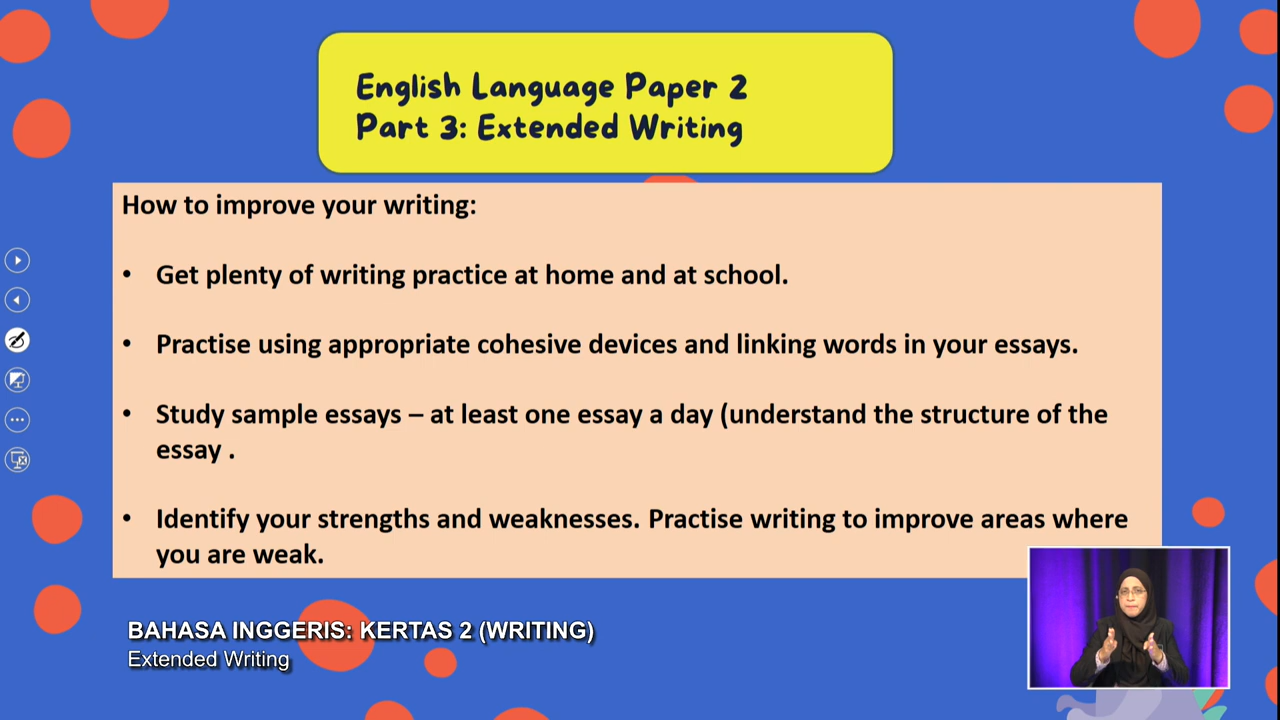 English Language Paper 2
Part 3: Extended Writing
How to improve your writing:
• Get plenty of writing practice at home and at school.
• Practise using appropriate cohesive devices and linking words in your essays.
• Study sample essays – at least one essay a day (understand the structure of the
essay .
• Identify your strengths and weaknesses. Practise writing to improve areas where
you are weak.
BAHASA INGGERIS: KERTAS 2 (WRITING)
Extended Writing